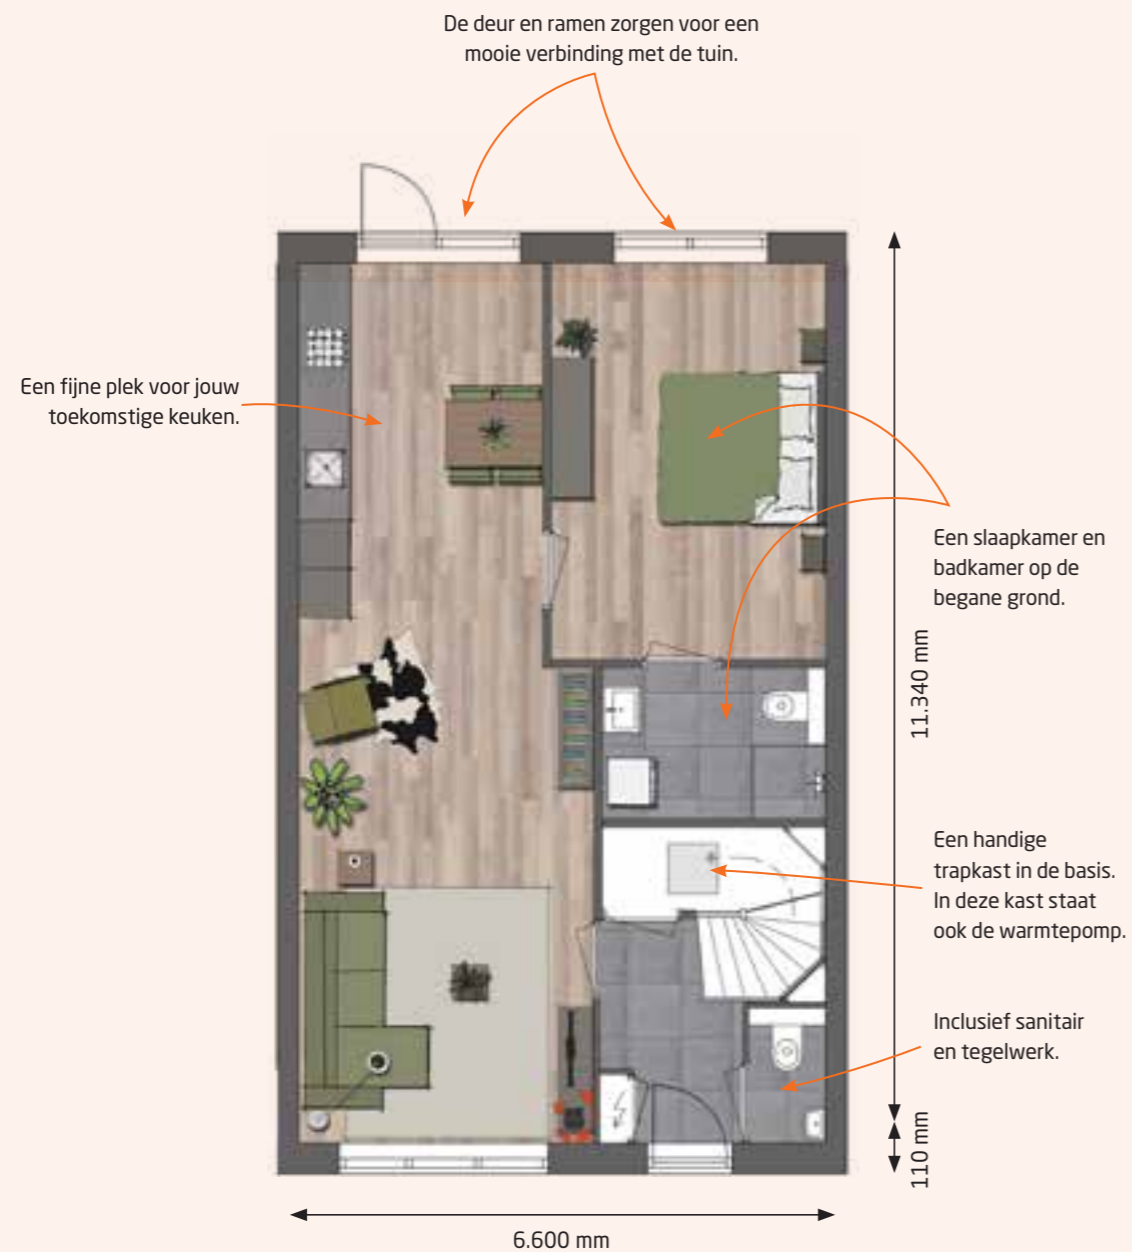 De deur en ramen zorgen voor een
mooie verbinding met de tuin.
Een fijne plek voor jouw
toekomstige keuken.
Een slaapkamer en
badkamer op de
begane grond.
11.340 mm
Een handige
trapkast in de basis.
In deze kast staat
ook de warmtepomp.
Inclusief sanitair
en tegelwerk.
110 mm
6.600 mm